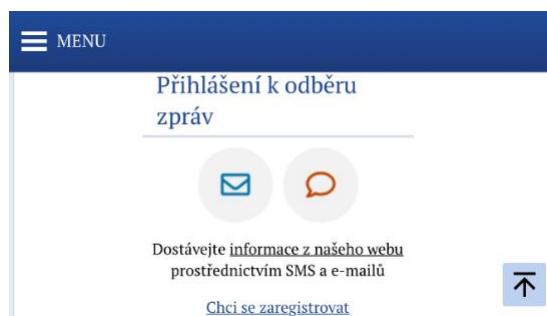 MENU
Přihlášení k odběru
zpráv
Dostávejte informace z našeho webu
prostřednictvím SMS a e-mailů
Chci se zaregistrovat